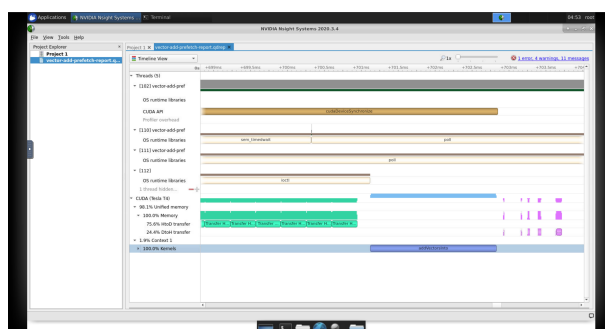 Applications
NVIDIA Nsight Systems ...
Terminal
04:53 root
NVIDIA Nsight Systems 2020.3.4
File View Tools Help
Project Explorer
Project 1
vector-add-prefetch-report.q...
Project 1
vector-add-prefetch-report.qdrep
Timeline View
1x
1 error, 4 warnings, 11 messages
Threads (5)
[102] vector-add-pref
OS runtime libraries
CUDA API
cudaDeviceSynchronize
Profiler overhead
[110] vector-add-pref
OS runtime libraries
sem_timedwait
poll
[111] vector-add-pref
OS runtime libraries
poll
[112]
OS runtime libraries
ioctl
1 thread hidden...
CUDA (Tesla T4)
98.1% Unified memory
100.0% Memory
75.6% HtoD transfer
24.4% DtoH transfer
1.9% Context 1
100.0% Kernels